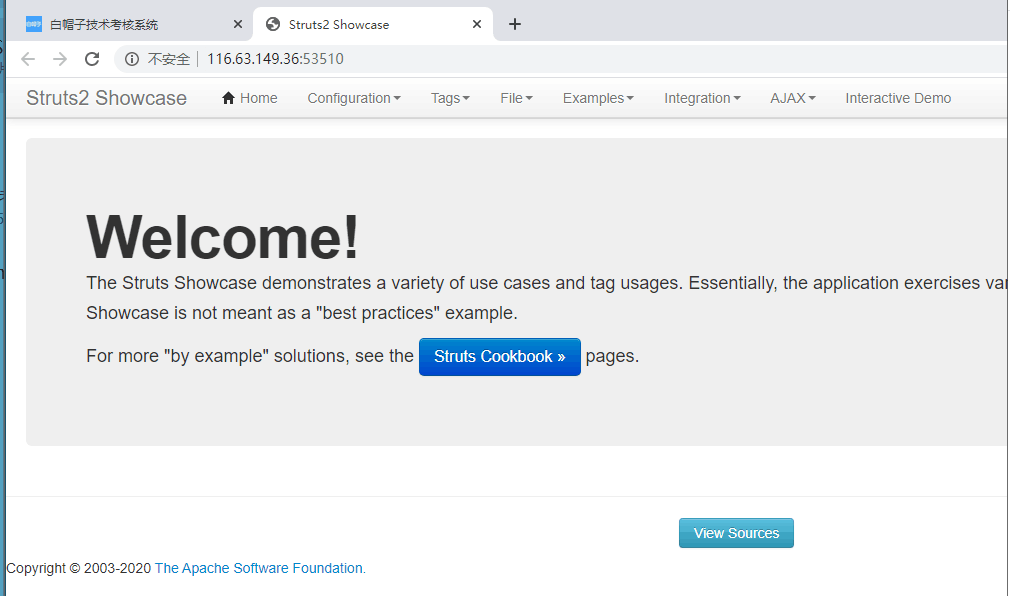 白帽子技术考核系统
Struts2 Showcase
不安全 116.63.149.36:53510
Struts2 Showcase Home Configuration Tags File Examples Integration AJAX Interactive Demo
Welcome!
The Struts Showcase demonstrates a variety of use cases and tag usages. Essentially, the application exercises
Showcase is not meant as a "best practices" example.
For more "by example" solutions, see the Struts Cookbook » pages.
View Sources
Copyright © 2003-2020 The Apache Software Foundation.